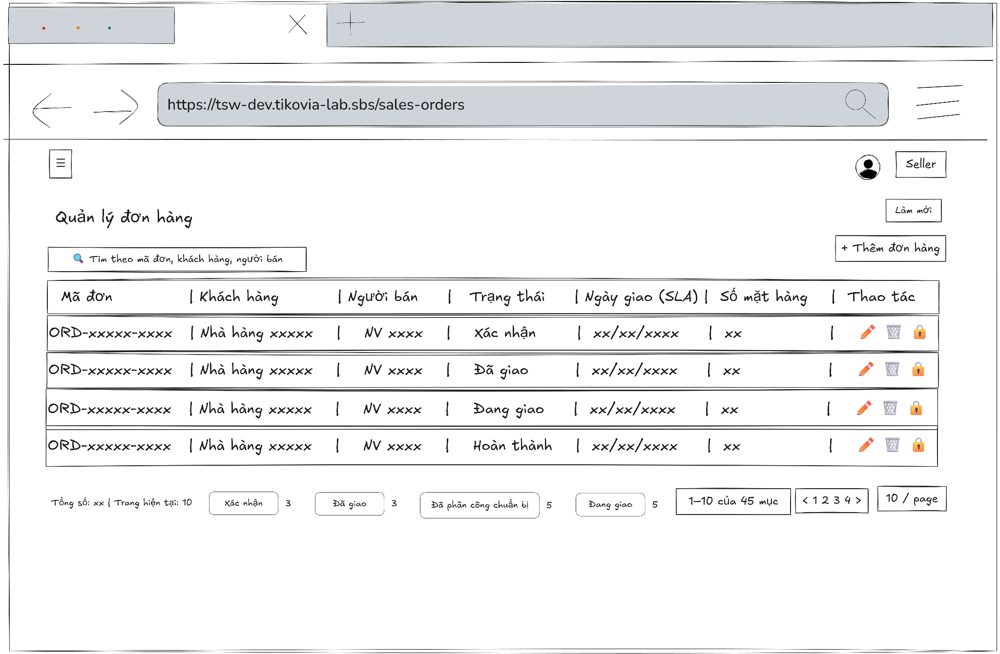 https://tsw-dev.tikovia-lab.sbs/sales-orders
☰
Seller
Quản lý đơn hàng
Làm mới
+ Thêm đơn hàng
🔍 Tìm theo mã đơn, khách hàng, người bán
Mã đơn | Khách hàng | Người bán | Trạng thái | Ngày giao (SLA) | Số mặt hàng | Thao tác
ORD-xxxxx-xxxx | Nhà hàng xxxxx | NV xxxx | Xác nhận | xx/xx/xxxx | xx | ✏️ 🗑️ 🔒
ORD-xxxxx-xxxx | Nhà hàng xxxxx | NV xxxx | Đã giao | xx/xx/xxxx | xx | ✏️ 🗑️ 🔒
ORD-xxxxx-xxxx | Nhà hàng xxxxx | NV xxxx | Đang giao | xx/xx/xxxx | xx | ✏️ 🗑️ 🔒
ORD-xxxxx-xxxx | Nhà hàng xxxxx | NV xxxx | Hoàn thành | xx/xx/xxxx | xx | ✏️ 🗑️ 🔒
Tổng số: xx | Trang hiện tại: 10 Xác nhận 3 Đã giao 3 Đã phân công chuẩn bị 5 Đang giao 5 1–10 của 45 mục < 1 2 3 4 > 10 / page